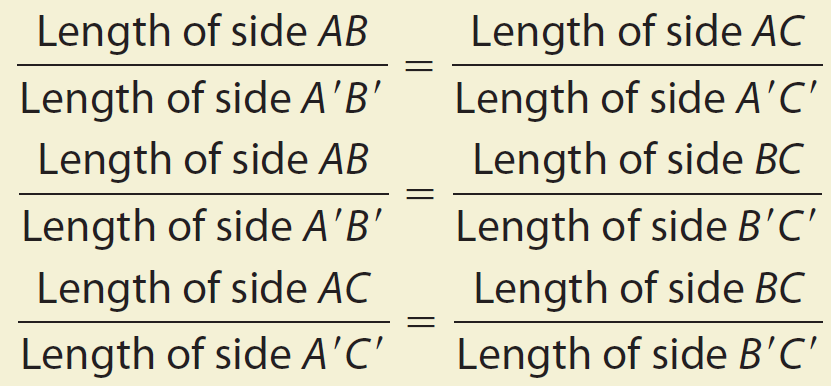 Length of side AB / Length of side A′B′ = Length of side AC / Length of side A′C′
Length of side AB / Length of side A′B′ = Length of side BC / Length of side B′C′
Length of side AC / Length of side A′C′ = Length of side BC / Length of side B′C′